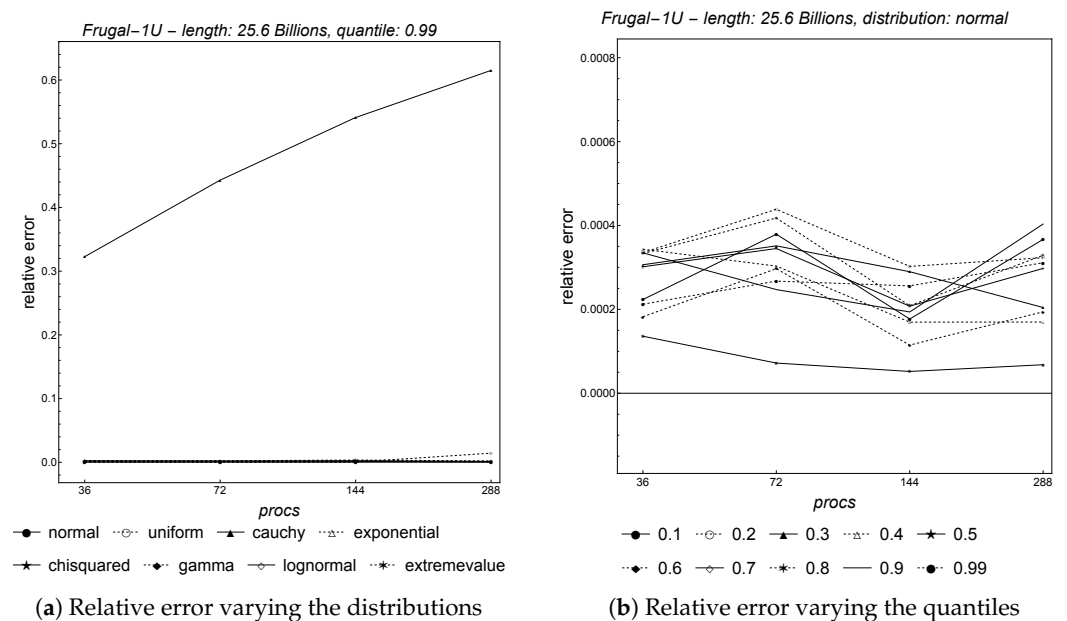 Frugal−1U − length: 25.6 Billions, quantile: 0.99
relative error
0.6
0.5
0.4
0.3
0.2
0.1
0.0
36 72 144 288
procs
normal uniform cauchy exponential
chisquared gamma lognormal extremevalue
(a) Relative error varying the distributions
Frugal−1U − length: 25.6 Billions, distribution: normal
relative error
0.0008
0.0006
0.0004
0.0002
0.0000
36 72 144 288
procs
0.1 0.2 0.3 0.4 0.5
0.6 0.7 0.8 0.9 0.99
(b) Relative error varying the quantiles